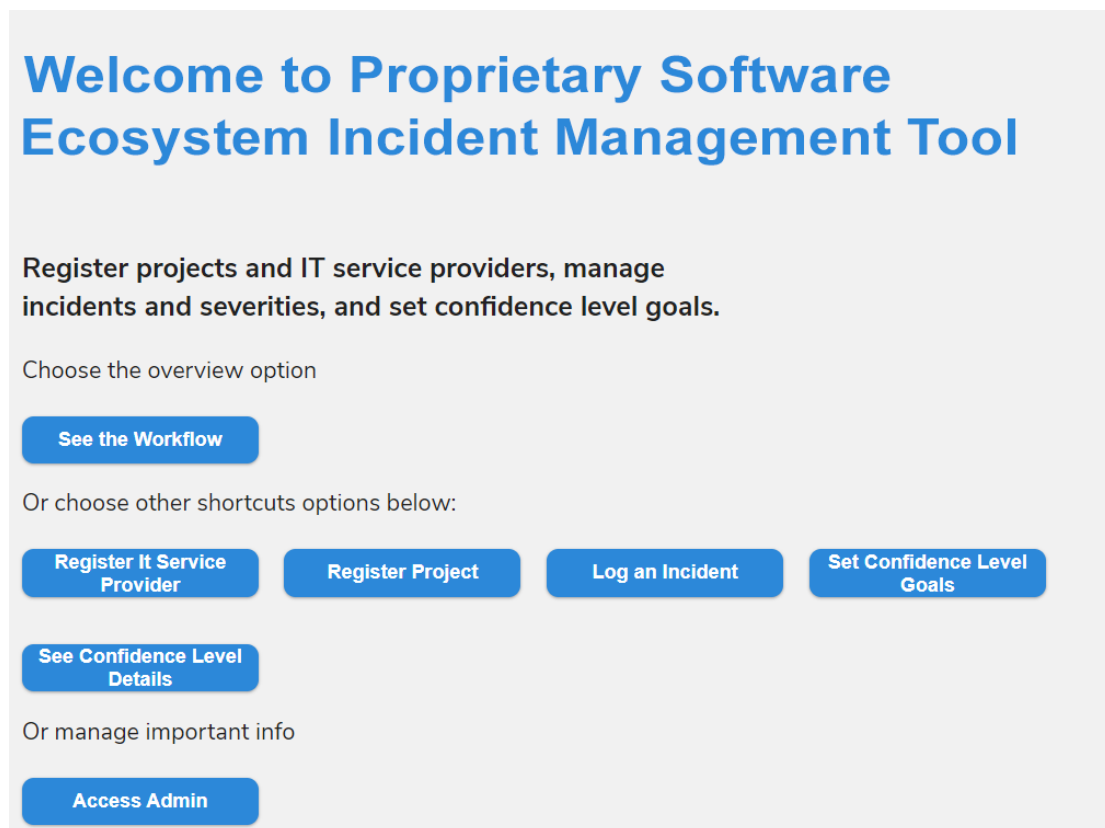 Welcome to Proprietary Software
Ecosystem Incident Management Tool
Register projects and IT service providers, manage
incidents and severities, and set confidence level goals.
Choose the overview option
See the Workflow
Or choose other shortcuts options below:
Register It Service
Provider
Register Project
Log an Incident
Set Confidence Level
Goals
See Confidence Level
Details
Or manage important info
Access Admin